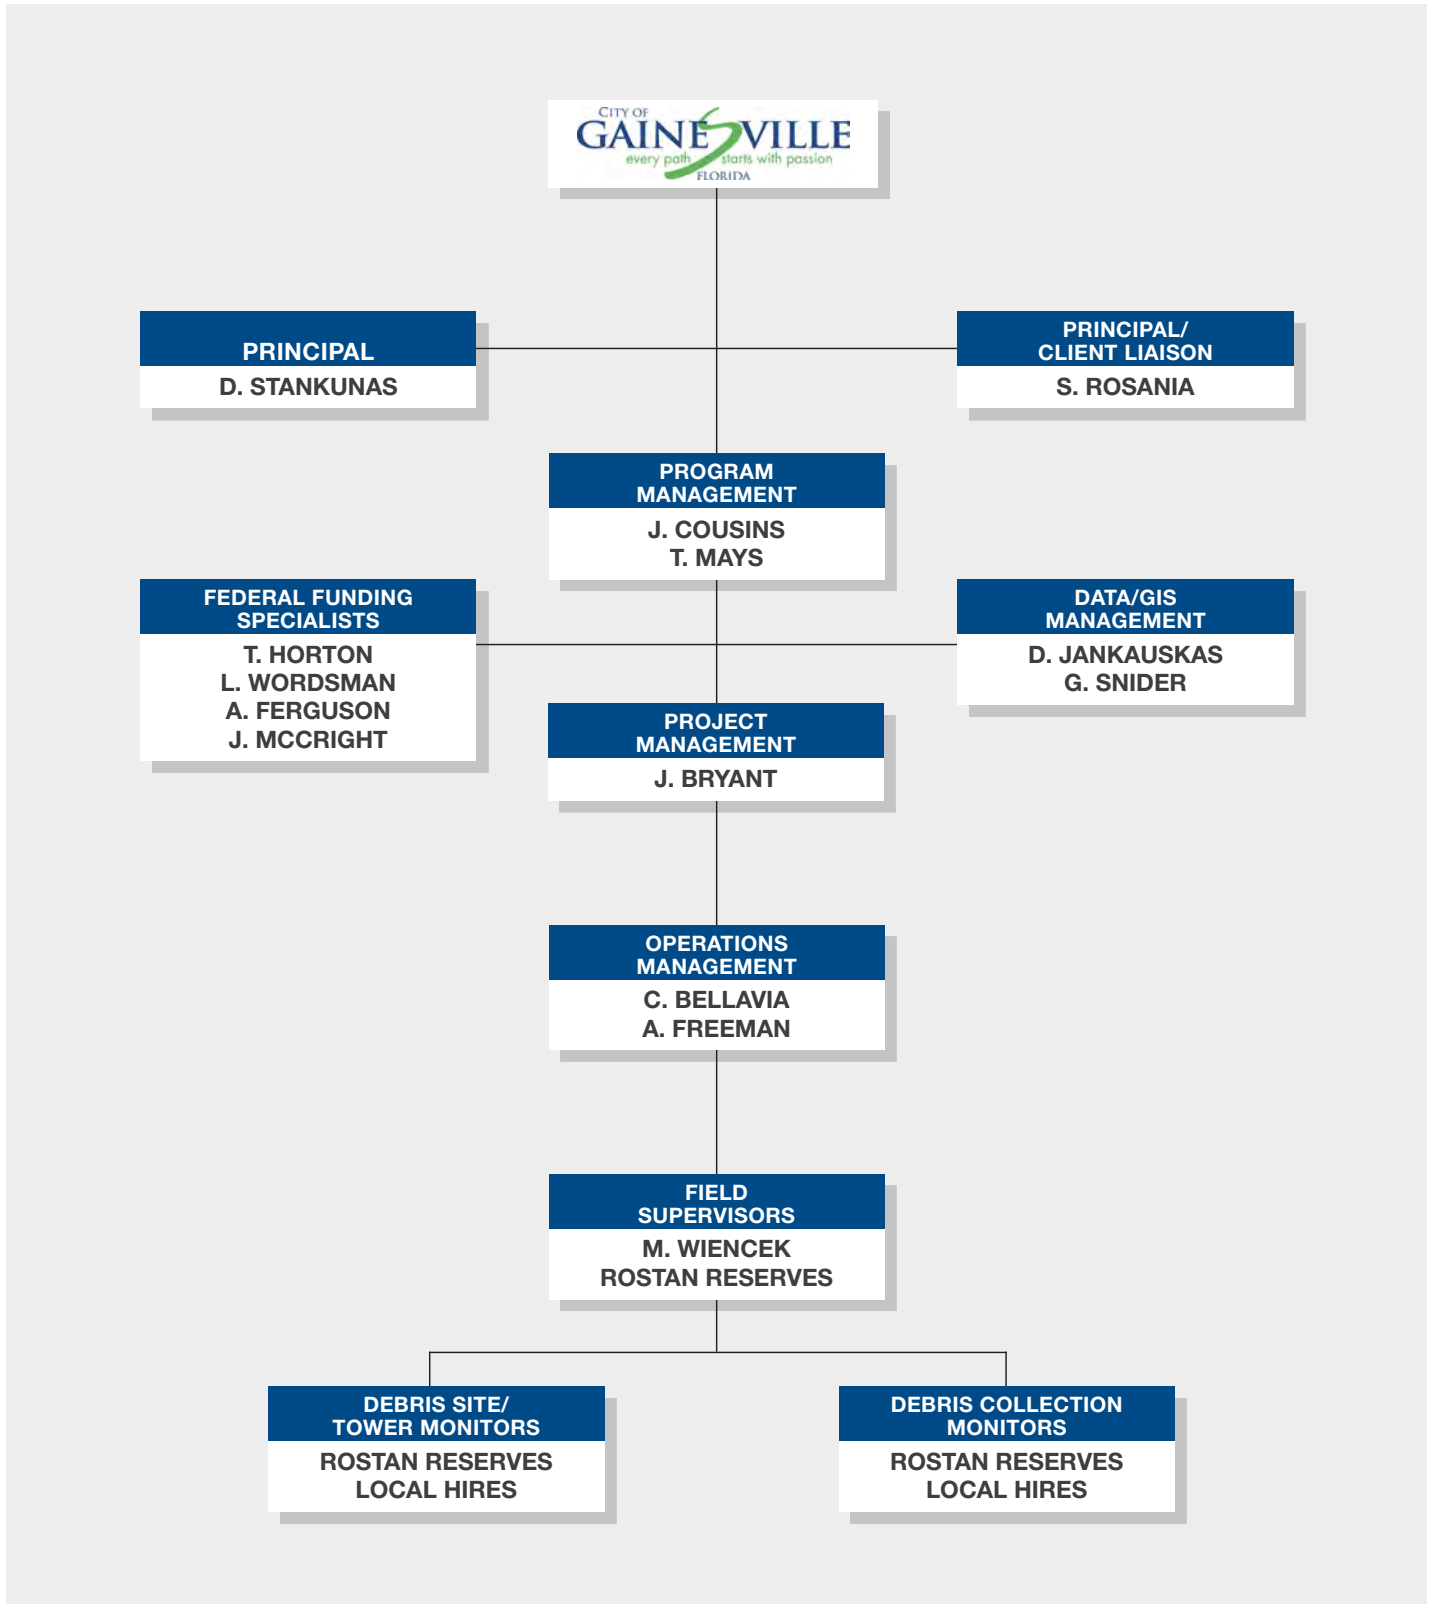 CITY OF
GAINESVILLE
every path starts with passion
FLORIDA
PRINCIPAL
D. STANKUNAS
PRINCIPAL/
CLIENT LIAISON
S. ROSANIA
PROGRAM
MANAGEMENT
J. COUSINS
T. MAYS
FEDERAL FUNDING
SPECIALISTS
T. HORTON
L. WORDSMAN
A. FERGUSON
J. MCCRIGHT
DATA/GIS
MANAGEMENT
D. JANKAUSKAS
G. SNIDER
PROJECT
MANAGEMENT
J. BRYANT
OPERATIONS
MANAGEMENT
C. BELLAVIA
A. FREEMAN
FIELD
SUPERVISORS
M. WIENCEK
ROSTAN RESERVES
DEBRIS SITE/
TOWER MONITORS
ROSTAN RESERVES
LOCAL HIRES
DEBRIS COLLECTION
MONITORS
ROSTAN RESERVES
LOCAL HIRES